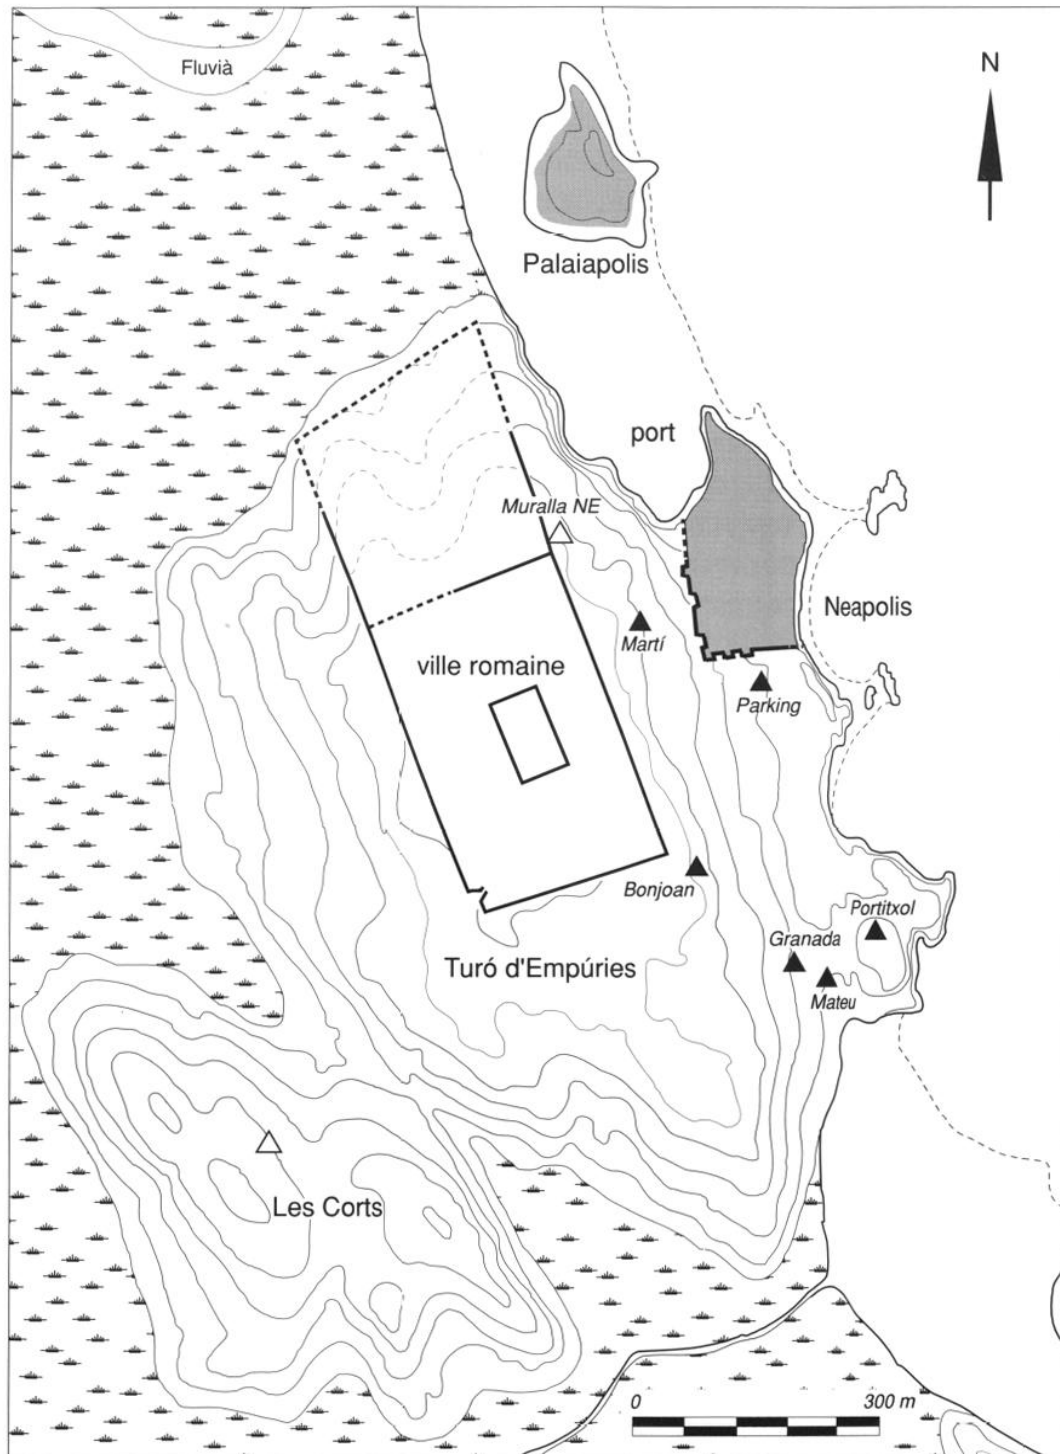 Fluvià
N
Palaiapolis
port
Muralla NE
Neapolis
Martí
ville romaine
Parking
Bonjoan
Portitxol
Granada
Turó d'Empúries
Mateu
Les Corts
0 300 m